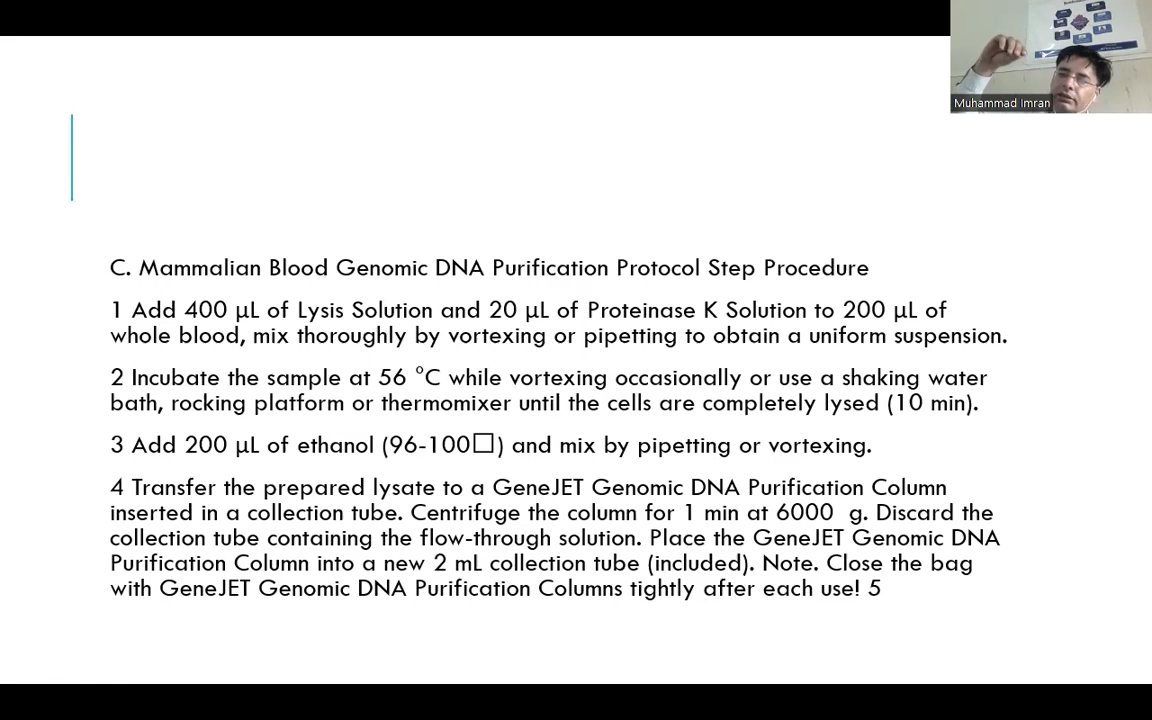 Muhammad Imran
C. Mammalian Blood Genomic DNA Purification Protocol Step Procedure
1 Add 400 µL of Lysis Solution and 20 µL of Proteinase K Solution to 200 µL of
whole blood, mix thoroughly by vortexing or pipetting to obtain a uniform suspension.
2 Incubate the sample at 56 °C while vortexing occasionally or use a shaking water
bath, rocking platform or thermomixer until the cells are completely lysed (10 min).
3 Add 200 µL of ethanol (96-100□) and mix by pipetting or vortexing.
4 Transfer the prepared lysate to a GeneJET Genomic DNA Purification Column
inserted in a collection tube. Centrifuge the column for 1 min at 6000  g. Discard the
collection tube containing the flow-through solution. Place the GeneJET Genomic DNA
Purification Column into a new 2 mL collection tube (included). Note. Close the bag
with GeneJET Genomic DNA Purification Columns tightly after each use! 5